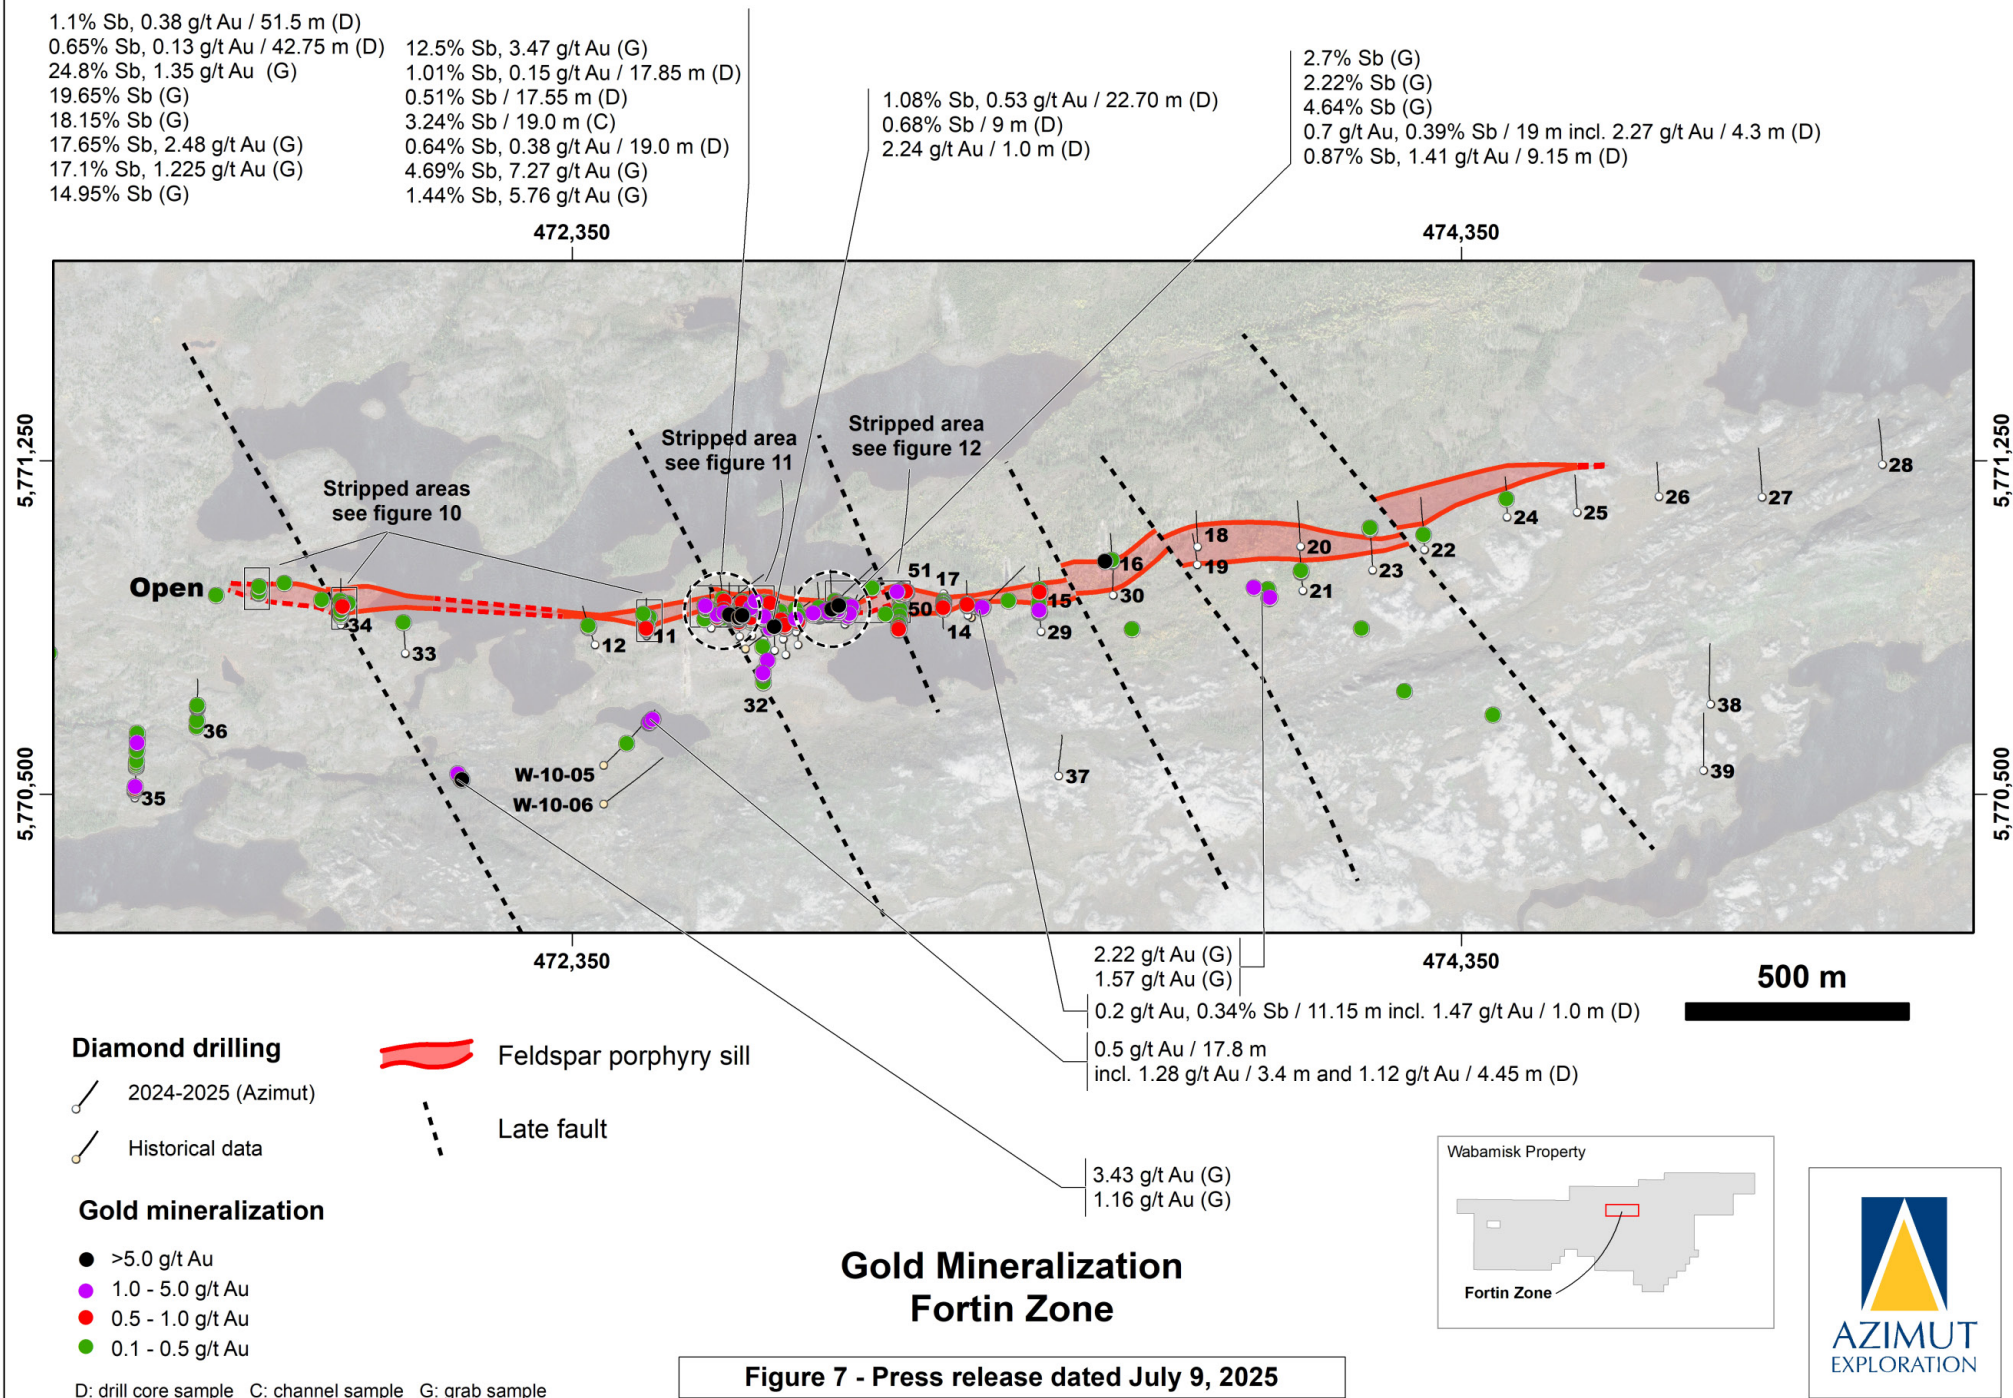 1.1% Sb, 0.38 g/t Au / 51.5 m (D)
0.65% Sb, 0.13 g/t Au / 42.75 m (D)
24.8% Sb, 1.35 g/t Au (G)
19.65% Sb (G)
18.15% Sb (G)
17.65% Sb, 2.48 g/t Au (G)
17.1% Sb, 1.225 g/t Au (G)
14.95% Sb (G)
12.5% Sb, 3.47 g/t Au (G)
1.01% Sb, 0.15 g/t Au / 17.85 m (D)
0.51% Sb / 17.55 m (D)
3.24% Sb / 19.0 m (C)
0.64% Sb, 0.38 g/t Au / 19.0 m (D)
4.69% Sb, 7.27 g/t Au (G)
1.44% Sb, 5.76 g/t Au (G)
1.08% Sb, 0.53 g/t Au / 22.70 m (D)
0.68% Sb / 9 m (D)
2.24 g/t Au / 1.0 m (D)
2.7% Sb (G)
2.22% Sb (G)
4.64% Sb (G)
0.7 g/t Au, 0.39% Sb / 19 m incl. 2.27 g/t Au / 4.3 m (D)
0.87% Sb, 1.41 g/t Au / 9.15 m (D)
472,350
474,350
5,771,250
5,771,250
Stripped area
see figure 11
Stripped area
see figure 12
Stripped areas
see figure 10
28
26
27
25
24
22
23
18
20
19
21
16
30
Open
51
17
50
15
14
29
34
33
12
11
32
36
35
38
39
37
W-10-05
W-10-06
5,770,500
5,770,500
472,350
474,350
2.22 g/t Au (G)
1.57 g/t Au (G)
0.2 g/t Au, 0.34% Sb / 11.15 m incl. 1.47 g/t Au / 1.0 m (D)
0.5 g/t Au / 17.8 m
incl. 1.28 g/t Au / 3.4 m and 1.12 g/t Au / 4.45 m (D)
3.43 g/t Au (G)
1.16 g/t Au (G)
500 m
Diamond drilling
2024-2025 (Azimut)
Historical data
Feldspar porphyry sill
Late fault
Gold mineralization
>5.0 g/t Au
1.0 - 5.0 g/t Au
0.5 - 1.0 g/t Au
0.1 - 0.5 g/t Au
D: drill core sample C: channel sample G: grab sample
Gold Mineralization
Fortin Zone
Figure 7 - Press release dated July 9, 2025
Wabamisk Property
Fortin Zone
AZIMUT
EXPLORATION